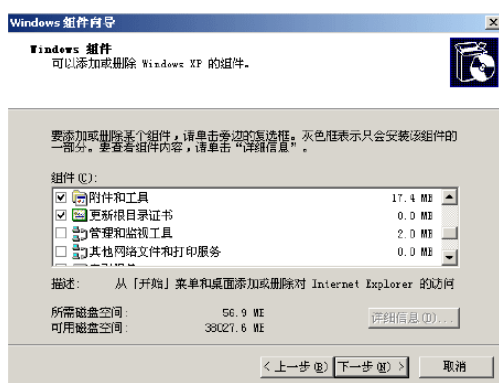 Windows 组件向导
Windows 组件
可以添加或删除 Windows XP 的组件。
要添加或删除某个组件，请单击旁边的复选框。灰色框表示只会安装该组件的
一部分。要查看组件内容，请单击“详细信息”。
组件(C):
附件和工具 17.4 MB
更新根目录证书 0.0 MB
管理和监视工具 2.0 MB
其他网络文件和打印服务 0.0 MB
描述: 从「开始」菜单和桌面添加或删除对 Internet Explorer 的访问
所需磁盘空间: 56.9 MB
可用磁盘空间: 38027.6 MB
详细信息(D)...
< 上一步(B) 下一步(N) > 取消